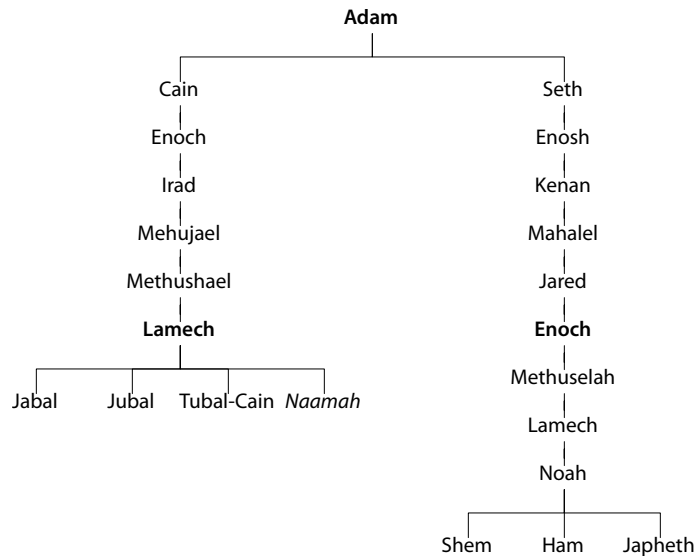 Adam
Cain Seth
Enoch Enosh
Irad Kenan
Mehujael Mahalel
Methushael Jared
Lamech Enoch
Methuselah
Jabal Jubal Tubal-Cain Naamah
Lamech
Noah
Shem Ham Japheth